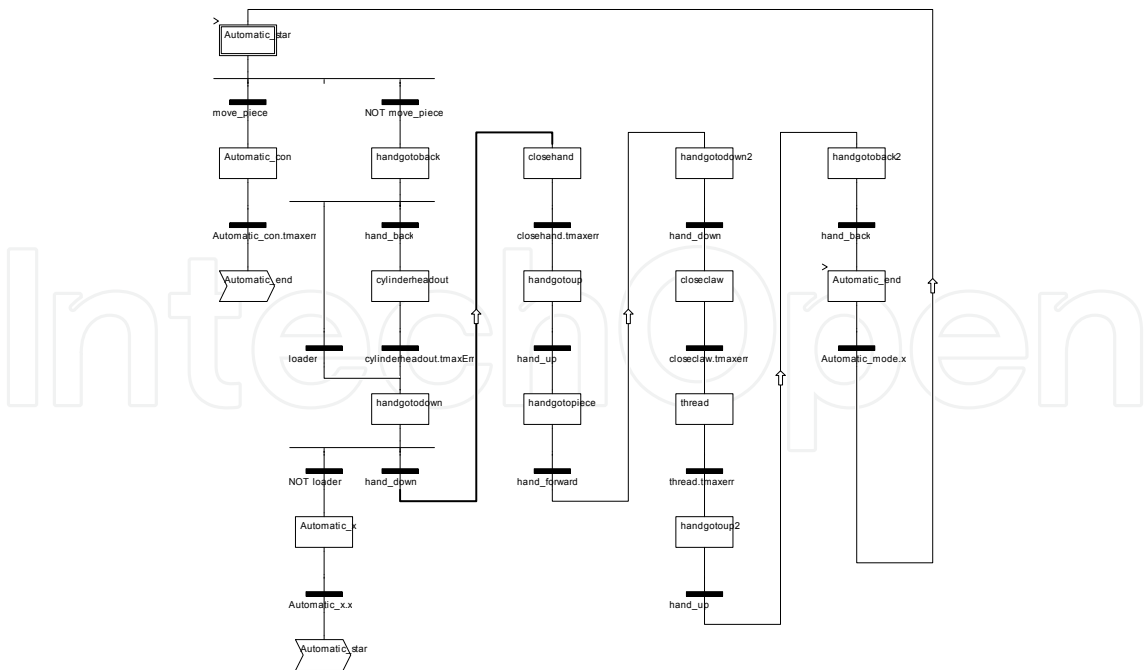 Automatic_star
move_piece
NOT move_piece
Automatic_con
handgotoback
closehand
handgotodown2
handgotoback2
Automatic_con.tmaxerr
hand_back
closehand.tmaxerr
hand_down
hand_back
Automatic_end
cylinderheadout
handgotoup
closeclaw
Automatic_end
loader
cylinderheadout.tmaxErr
hand_up
closeclaw.tmaxerr
Automatic_mode.x
handgotodown
handgotopiece
thread
NOT loader
hand_down
hand_forward
thread.tmaxerr
Automatic_x
handgotoup2
Automatic_x.x
hand_up
Automatic_star
IntechOpen